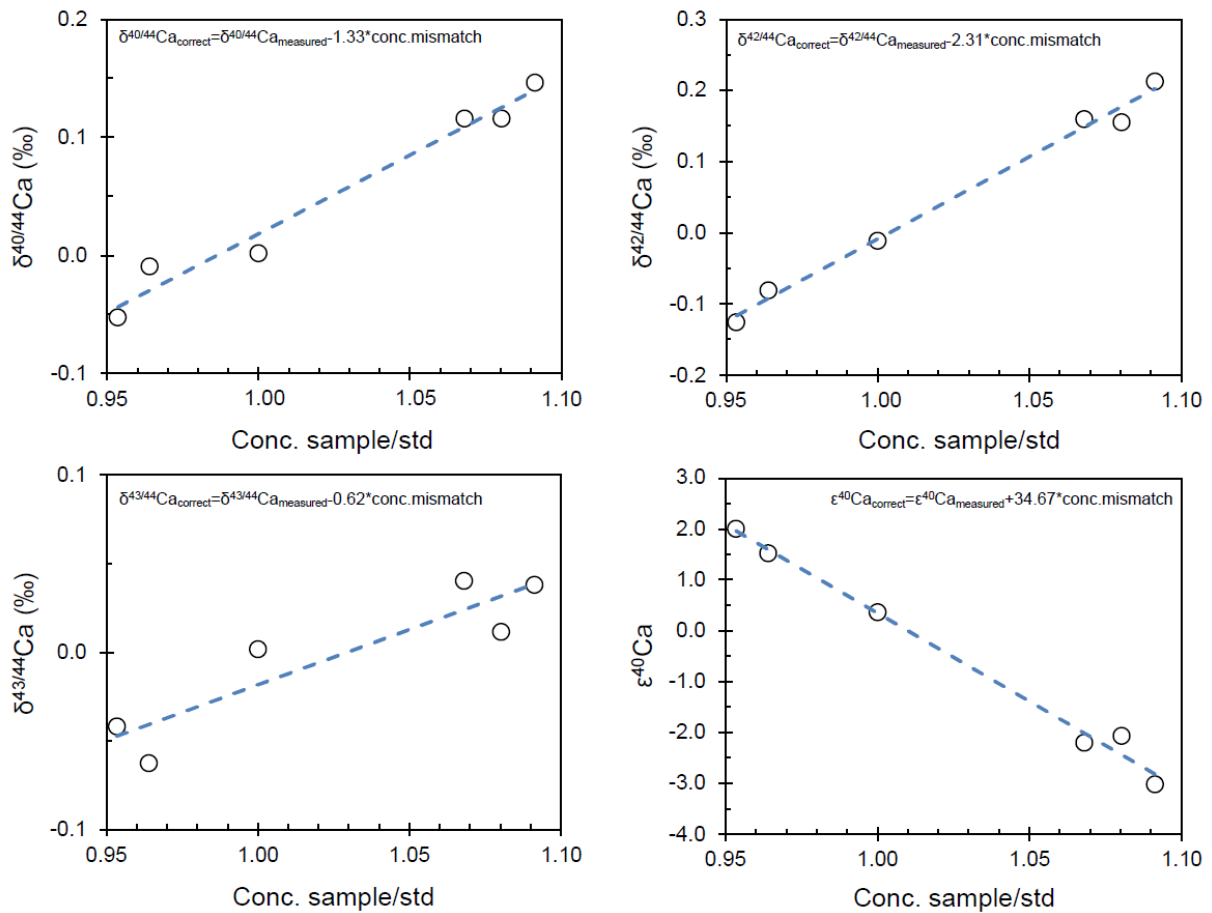 δ⁴⁰/⁴⁴Ca (‰)
0.2
0.1
0.0
-0.1
δ⁴⁰/⁴⁴Cacorrect=δ⁴⁰/⁴⁴Cameasured-1.33*conc.mismatch
0.95 1.00 1.05 1.10
Conc. sample/std
δ⁴²/⁴⁴Ca (‰)
0.3
0.2
0.1
0.0
-0.1
-0.2
δ⁴²/⁴⁴Cacorrect=δ⁴²/⁴⁴Cameasured-2.31*conc.mismatch
0.95 1.00 1.05 1.10
Conc. sample/std
δ⁴³/⁴⁴Ca (‰)
0.1
0.0
-0.1
δ⁴³/⁴⁴Cacorrect=δ⁴³/⁴⁴Cameasured-0.62*conc.mismatch
0.95 1.00 1.05 1.10
Conc. sample/std
ε⁴⁰Ca
3.0
2.0
1.0
0.0
-1.0
-2.0
-3.0
-4.0
ε⁴⁰Cacorrect=ε⁴⁰Cameasured+34.67*conc.mismatch
0.95 1.00 1.05 1.10
Conc. sample/std